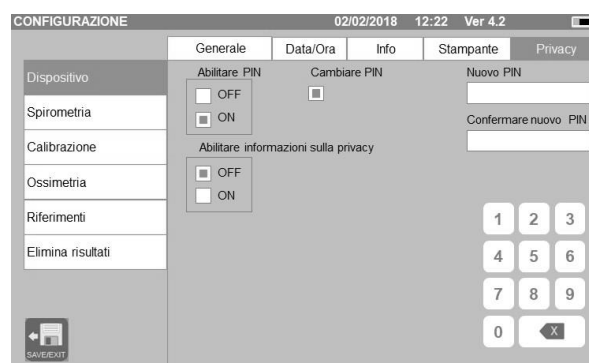 CONFIGURAZIONE 02/02/2018 12:22 Ver 4.2
Generale Data/Ora Info Stampante Privacy
Dispositivo
Spirometria
Calibrazione
Ossimetria
Riferimenti
Elimina risultati
Abilitare PIN Cambiare PIN Nuovo PIN
OFF
ON
Confermare nuovo PIN
Abilitare informazioni sulla privacy
OFF
ON
1 2 3
4 5 6
7 8 9
0 X
SAVE/EXIT